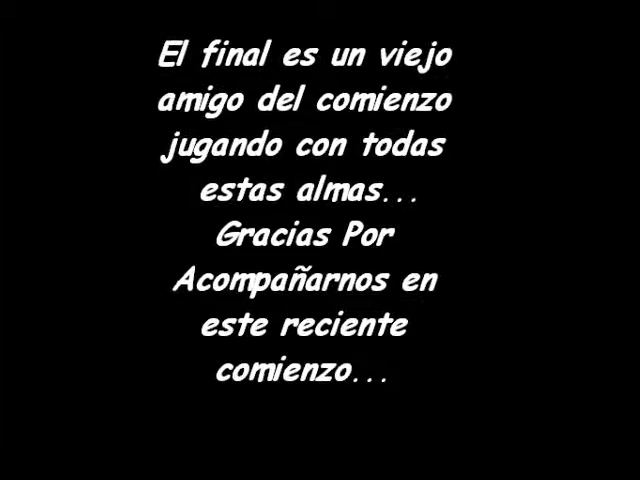 El final es un viejo
amigo del comienzo
jugando con todas
estas almas...
Gracias Por
Acompañarnos en
este reciente
comienzo...